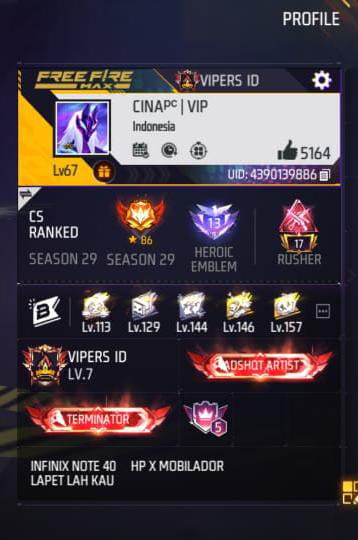 PROFILE
FREE FIRE
MAX
VIPERS ID
CINAᴾᶜ | VIP
Indonesia
5164
Lv67
UID: 4390139886
CS
RANKED
86
13
17
SEASON 29
SEASON 29
HEROIC
EMBLEM
RUSHER
B
Lv.113
Lv.129
Lv.144
Lv.146
Lv.157
VIPERS ID
LV.7
ADSHOT ARTIST
TERMINATOR
5
INFINIX NOTE 40 HP X MOBILADOR
LAPET LAH KAU